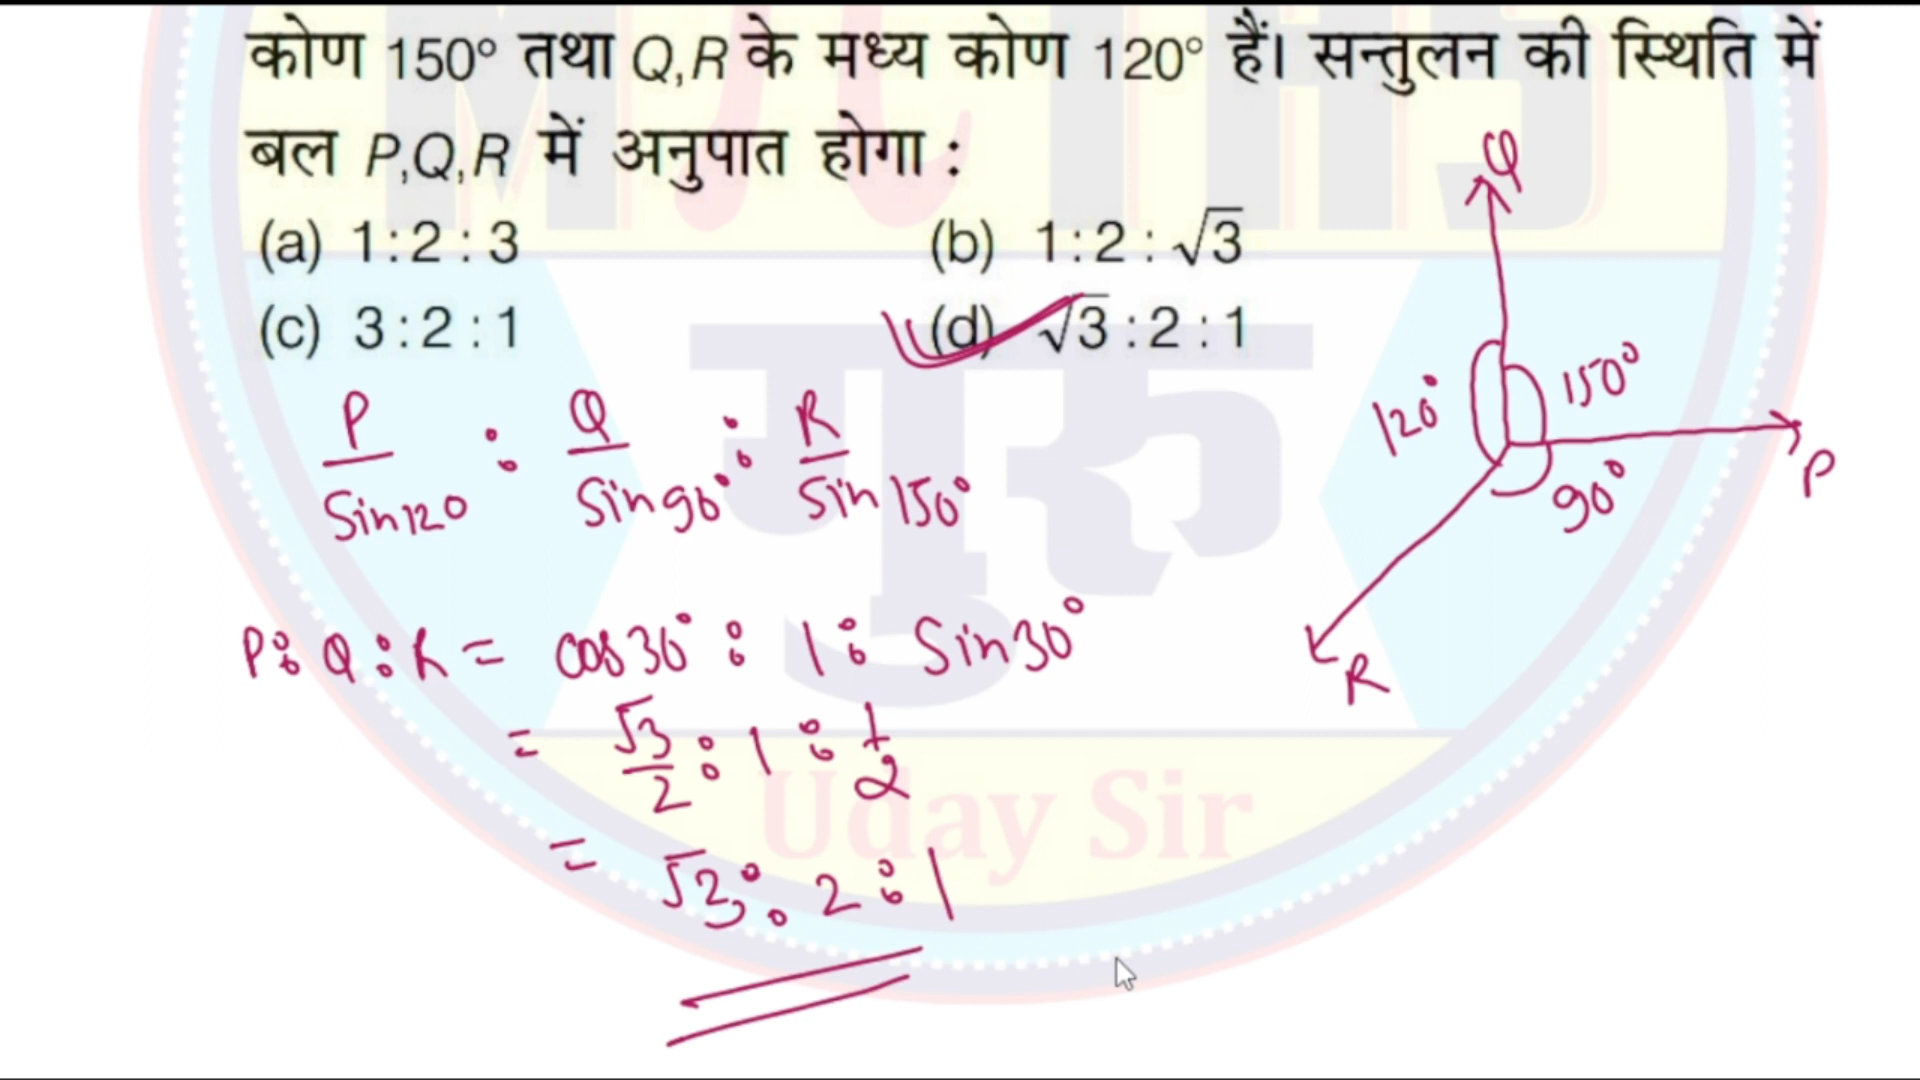 कोण 150° तथा Q,R के मध्य कोण 120° हैं। सन्तुलन की स्थिति में
बल P,Q,R में अनुपात होगा :
(a) 1 : 2 : 3
(b) 1 : 2 : √3
(c) 3 : 2 : 1
(d) √3 : 2 : 1
P/Sin120 : Q/Sin90° : R/Sin150°
P : Q : R = cos30° : 1 : Sin30°
= √3/2 : 1 : 1/2
= √3 : 2 : 1
Q
120°
150°
90°
P
R
MATHS
गुरु
Uday Sir